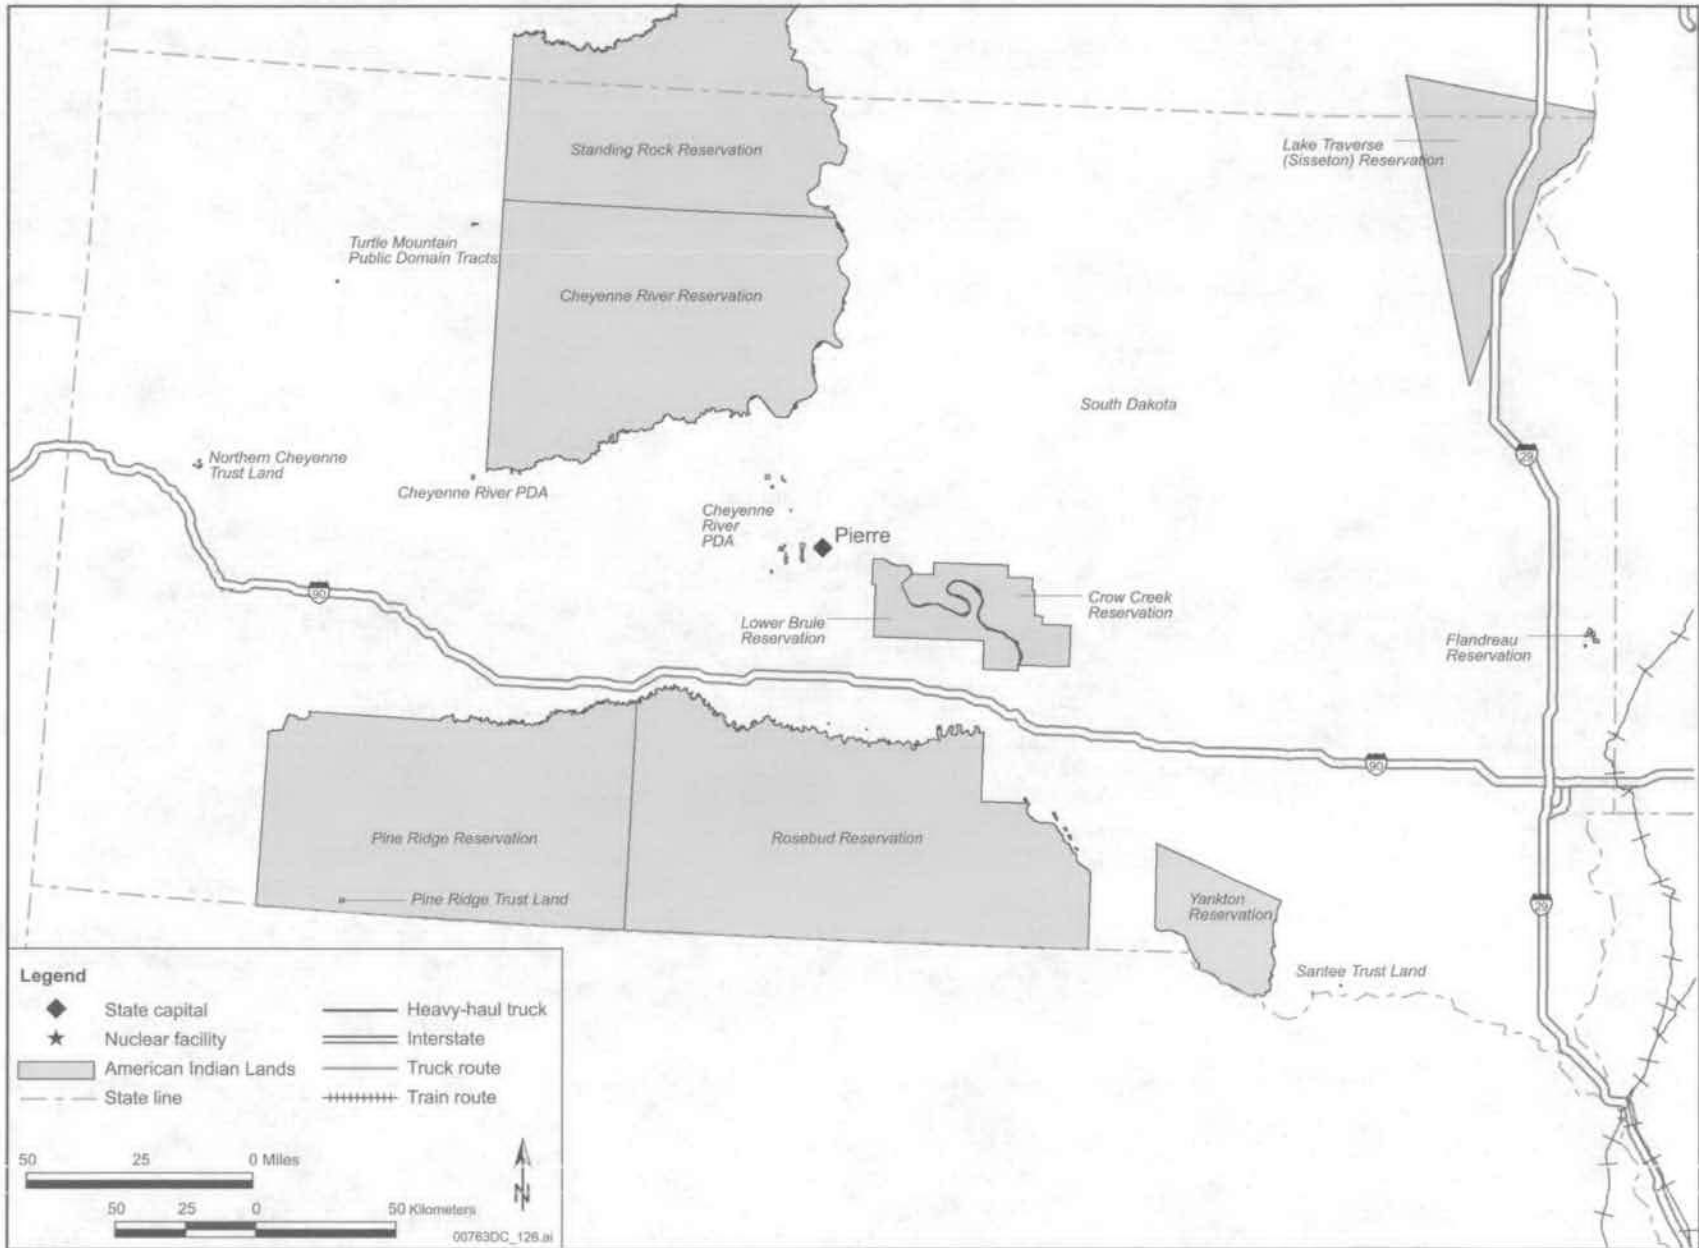 Standing Rock Reservation
Lake Traverse
(Sisseton) Reservation
Turtle Mountain
Public Domain Tracts
Cheyenne River Reservation
South Dakota
Northern Cheyenne
Trust Land
29
Cheyenne River PDA
Cheyenne
River
PDA
Pierre
90
Crow Creek
Reservation
Lower Brule
Reservation
Flandreau
Reservation
90
Pine Ridge Reservation
Rosebud Reservation
Pine Ridge Trust Land
Yankton
Reservation
29
Santee Trust Land
Legend
State capital
Nuclear facility
American Indian Lands
State line
Heavy-haul truck
Interstate
Truck route
Train route
50 25 0 Miles
50 25 0 50 Kilometers
N
00763DC_126.ai